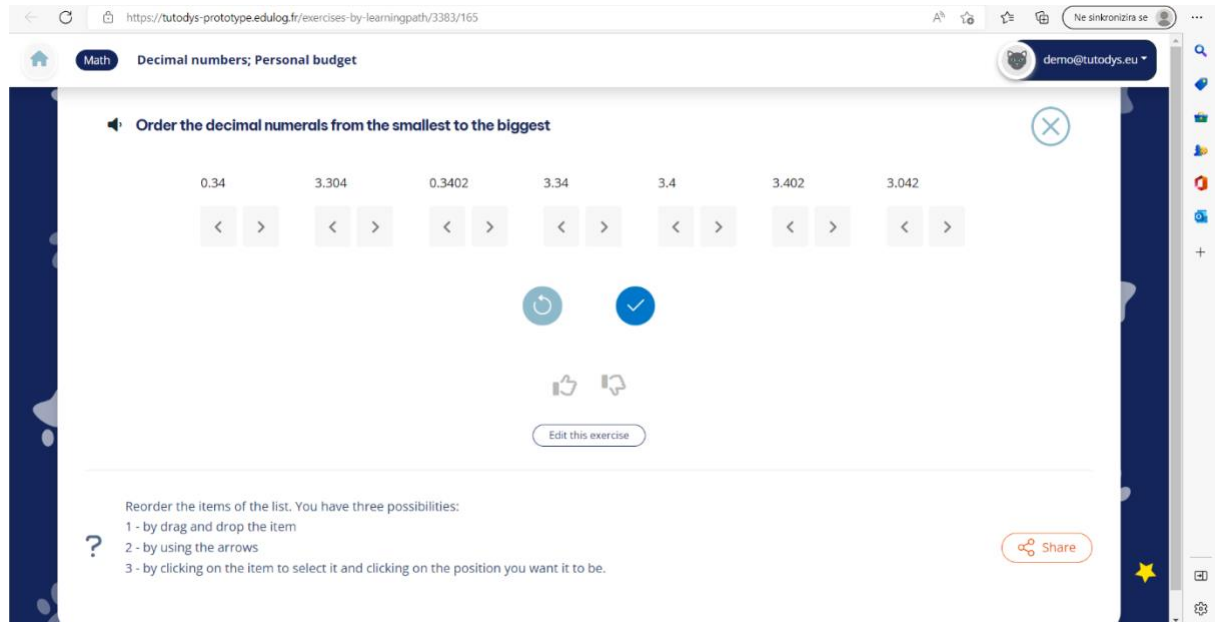 https://tutodys-prototype.edulog.fr/exercises-by-learningpath/3383/165
Ne sinkronizira se
Math
Decimal numbers; Personal budget
demo@tutodys.eu
Order the decimal numerals from the smallest to the biggest
0.34 3.304 0.3402 3.34 3.4 3.402 3.042
Edit this exercise
Reorder the items of the list. You have three possibilities:
1 - by drag and drop the item
2 - by using the arrows
3 - by clicking on the item to select it and clicking on the position you want it to be.
Share